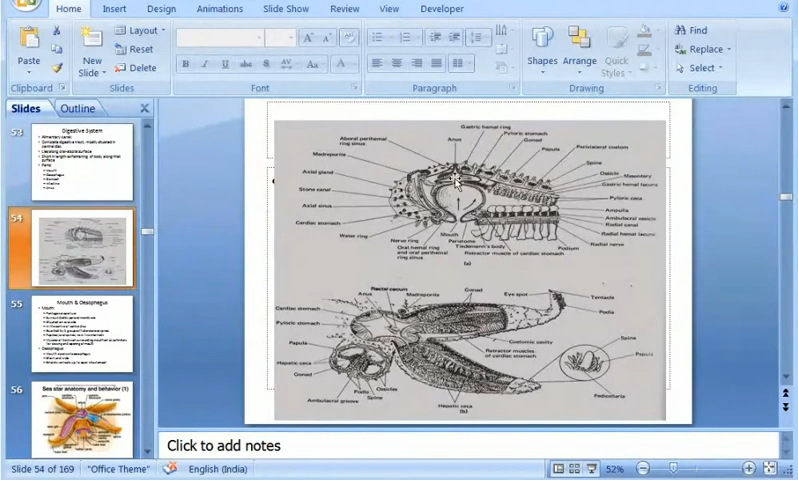 Home Insert Design Animations Slide Show Review View Developer
Paste
Clipboard
New
Slide
Layout
Reset
Delete
Slides
B I U abe S AV Aa A
Font
Paragraph
Shapes Arrange Quick
Styles
Drawing
Find
Replace
Select
Editing
Slides Outline
53
Digestive System
54
55
Mouth & Oesophagus
56
Sea star anatomy and behavior (1)
Gastric hemal ring
Anus
Pyloric stomach
Gonad
Papula
Perivisceral coelom
Spine
Ossicle
Mesentery
Gastric hemal lacuna
Pyloric ceca
Ampulla
Ambulacral ossicle
Radial canal
Radial hemal lacuna
Radial nerve
Podium
Aboral perihemal
ring sinus
Madreporite
Axial gland
Stone canal
Axial sinus
Cardiac stomach
Water ring
Nerve ring
Oral hemal ring
and oral perihemal
ring sinus
Mouth
Peristome
Tiedemann's body
Retractor muscle of cardiac stomach
(a)
Rectal cecum
Anus
Madreporite
Gonad
Eye spot
Tentacle
Podia
Cardiac stomach
Pyloric stomach
Papula
Hepatic ceca
Gonad
Podia
Ossicles
Spine
Ambulacral groove
Coelomic cavity
Retractor muscles
of cardiac stomach
Hepatic ceca
(b)
Spine
Papula
Pedicellaria
Click to add notes
Slide 54 of 169 "Office Theme" English (India) 52%